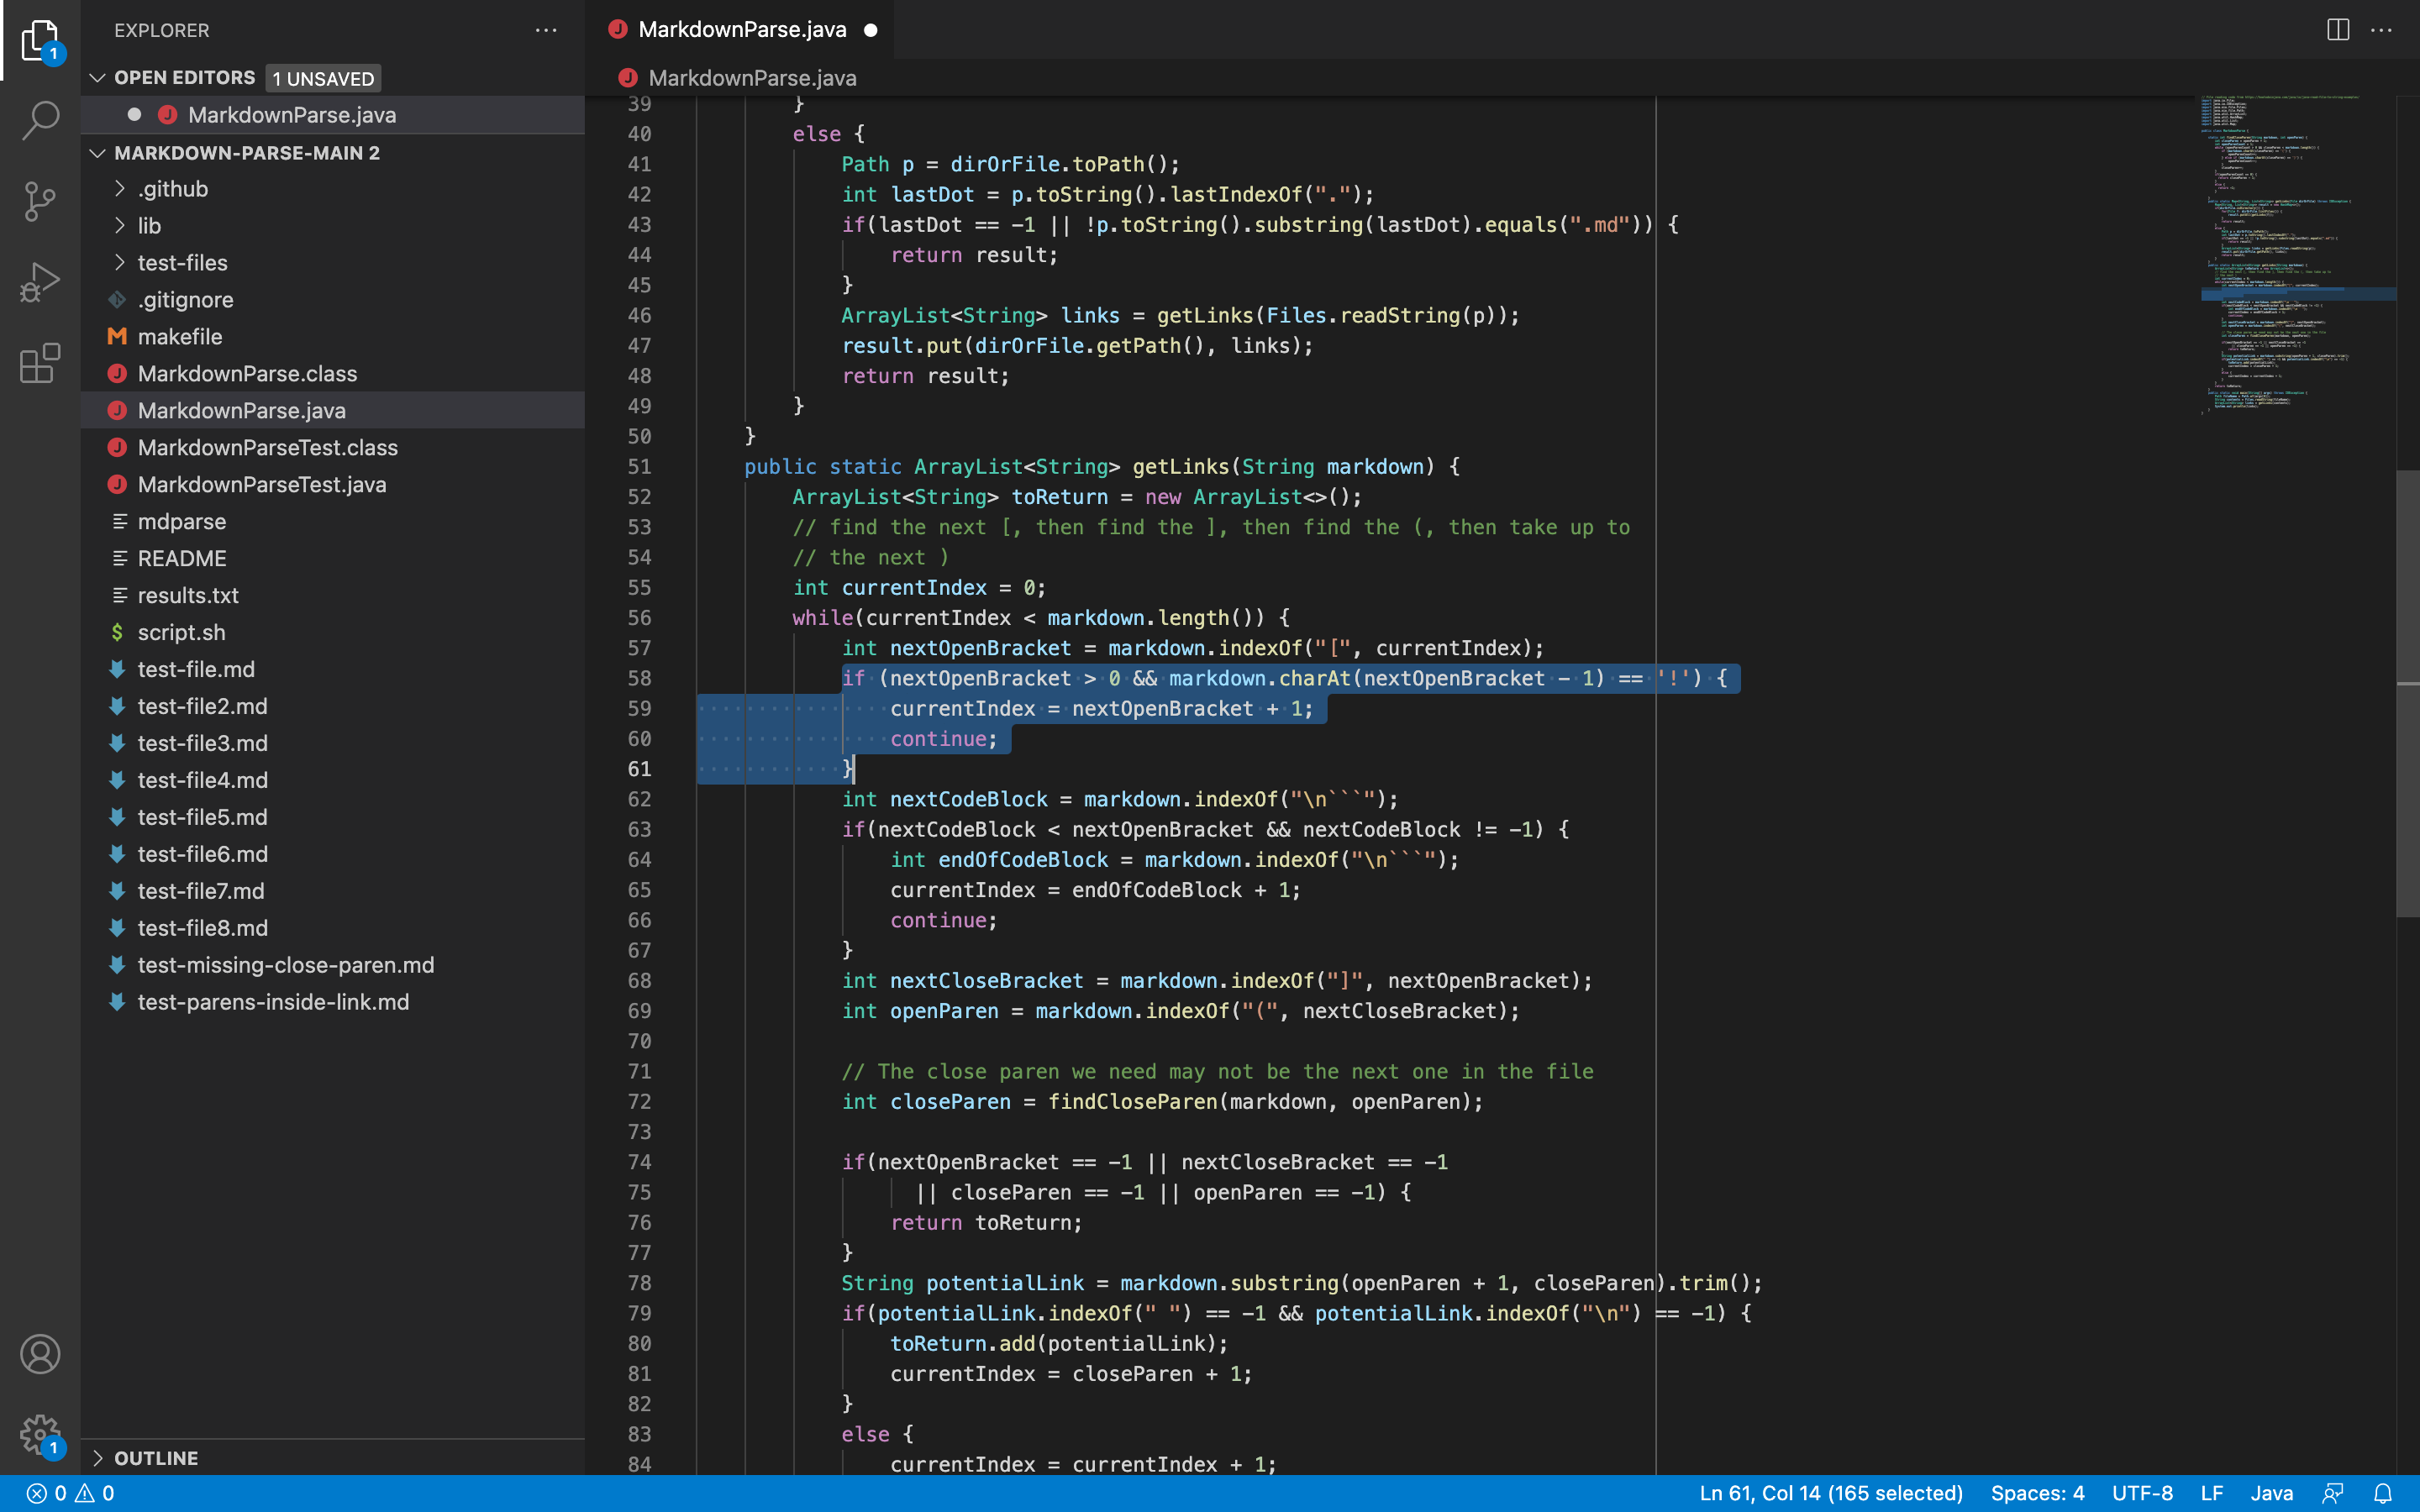 EXPLORER
OPEN EDITORS 1 UNSAVED
MarkdownParse.java
MARKDOWN-PARSE-MAIN 2
.github
lib
test-files
.gitignore
makefile
MarkdownParse.class
MarkdownParse.java
MarkdownParseTest.class
MarkdownParseTest.java
mdparse
README
results.txt
script.sh
test-file.md
test-file2.md
test-file3.md
test-file4.md
test-file5.md
test-file6.md
test-file7.md
test-file8.md
test-missing-close-paren.md
test-parens-inside-link.md
OUTLINE
1
1
MarkdownParse.java
MarkdownParse.java
39 }
40 else {
41 Path p = dirOrFile.toPath();
42 int lastDot = p.toString().lastIndexOf(".");
43 if(lastDot == -1 || !p.toString().substring(lastDot).equals(".md")) {
44 return result;
45 }
46 ArrayList<String> links = getLinks(Files.readString(p));
47 result.put(dirOrFile.getPath(), links);
48 return result;
49 }
50 }
51 public static ArrayList<String> getLinks(String markdown) {
52 ArrayList<String> toReturn = new ArrayList<>();
53 // find the next [, then find the ], then find the (, then take up to
54 // the next )
55 int currentIndex = 0;
56 while(currentIndex < markdown.length()) {
57 int nextOpenBracket = markdown.indexOf("[", currentIndex);
58 if (nextOpenBracket > 0 && markdown.charAt(nextOpenBracket - 1) == '!') {
59 currentIndex = nextOpenBracket + 1;
60 continue;
61 }
62 int nextCodeBlock = markdown.indexOf("\n```");
63 if(nextCodeBlock < nextOpenBracket && nextCodeBlock != -1) {
64 int endOfCodeBlock = markdown.indexOf("\n```");
65 currentIndex = endOfCodeBlock + 1;
66 continue;
67 }
68 int nextCloseBracket = markdown.indexOf("]", nextOpenBracket);
69 int openParen = markdown.indexOf("(", nextCloseBracket);
70
71 // The close paren we need may not be the next one in the file
72 int closeParen = findCloseParen(markdown, openParen);
73
74 if(nextOpenBracket == -1 || nextCloseBracket == -1
75 || closeParen == -1 || openParen == -1) {
76 return toReturn;
77 }
78 String potentialLink = markdown.substring(openParen + 1, closeParen).trim();
79 if(potentialLink.indexOf(" ") == -1 && potentialLink.indexOf("\n") == -1) {
80 toReturn.add(potentialLink);
81 currentIndex = closeParen + 1;
82 }
83 else {
84 currentIndex = currentIndex + 1;
0 0
Ln 61, Col 14 (165 selected) Spaces: 4 UTF-8 LF Java